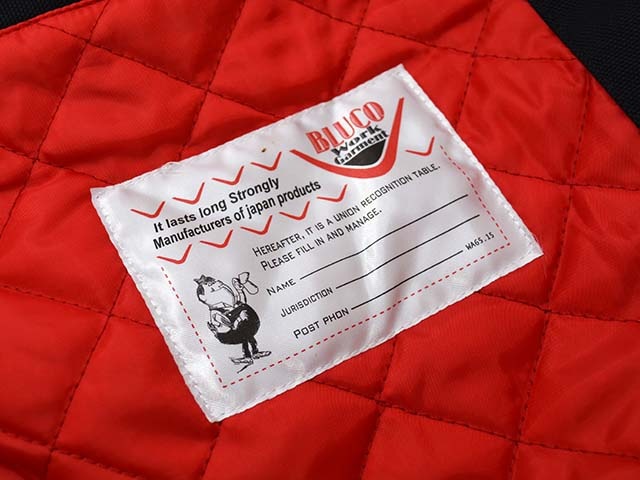 BLUCO
Work
Garment
It lasts long Strongly
Manufacturers of japan products
HEREAFTER, IT IS A UNION RECOGNITION TABLE.
PLEASE FILL IN AND MANAGE.
NAME
JURISDICTION
POST PHON
WAGS.15